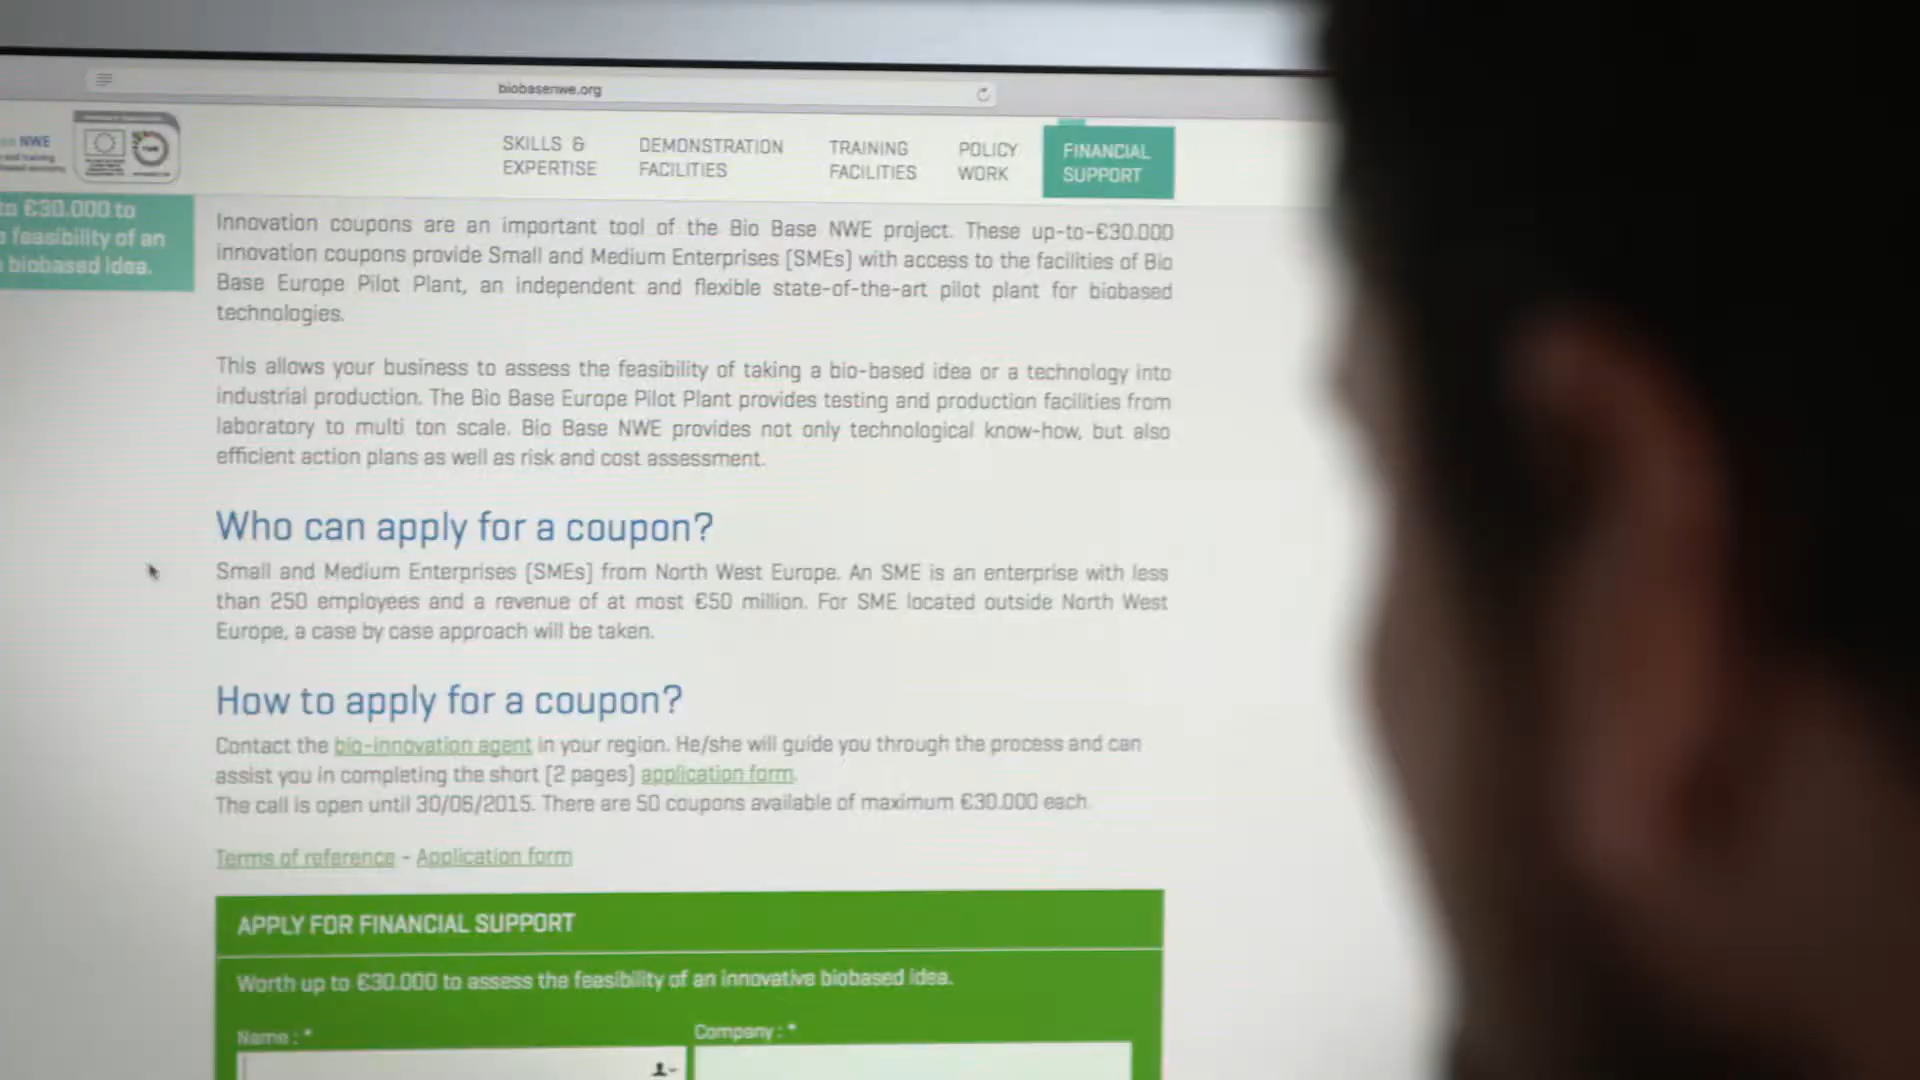 biobasenwe.org
NWE
SKILLS & EXPERTISE
DEMONSTRATION FACILITIES
TRAINING FACILITIES
POLICY WORK
FINANCIAL SUPPORT
to €30.000 to
feasibility of an
biobased idea.
Innovation coupons are an important tool of the Bio Base NWE project. These up-to-€30.000
innovation coupons provide Small and Medium Enterprises [SMEs] with access to the facilities of Bio
Base Europe Pilot Plant, an independent and flexible state-of-the-art pilot plant for biobased
technologies.
This allows your business to assess the feasibility of taking a bio-based idea or a technology into
industrial production. The Bio Base Europe Pilot Plant provides testing and production facilities from
laboratory to multi ton scale. Bio Base NWE provides not only technological know-how, but also
efficient action plans as well as risk and cost assessment.
Who can apply for a coupon?
Small and Medium Enterprises [SMEs] from North West Europe. An SME is an enterprise with less
than 250 employees and a revenue of at most €50 million. For SME located outside North West
Europe, a case by case approach will be taken.
How to apply for a coupon?
Contact the bio-innovation agent in your region. He/she will guide you through the process and can
assist you in completing the short [2 pages] application form.
The call is open until 30/06/2015. There are 50 coupons available of maximum €30.000 each.
Terms of reference - Application form
APPLY FOR FINANCIAL SUPPORT
Worth up to €30.000 to assess the feasibility of an innovative biobased idea.
Name : *
Company : *